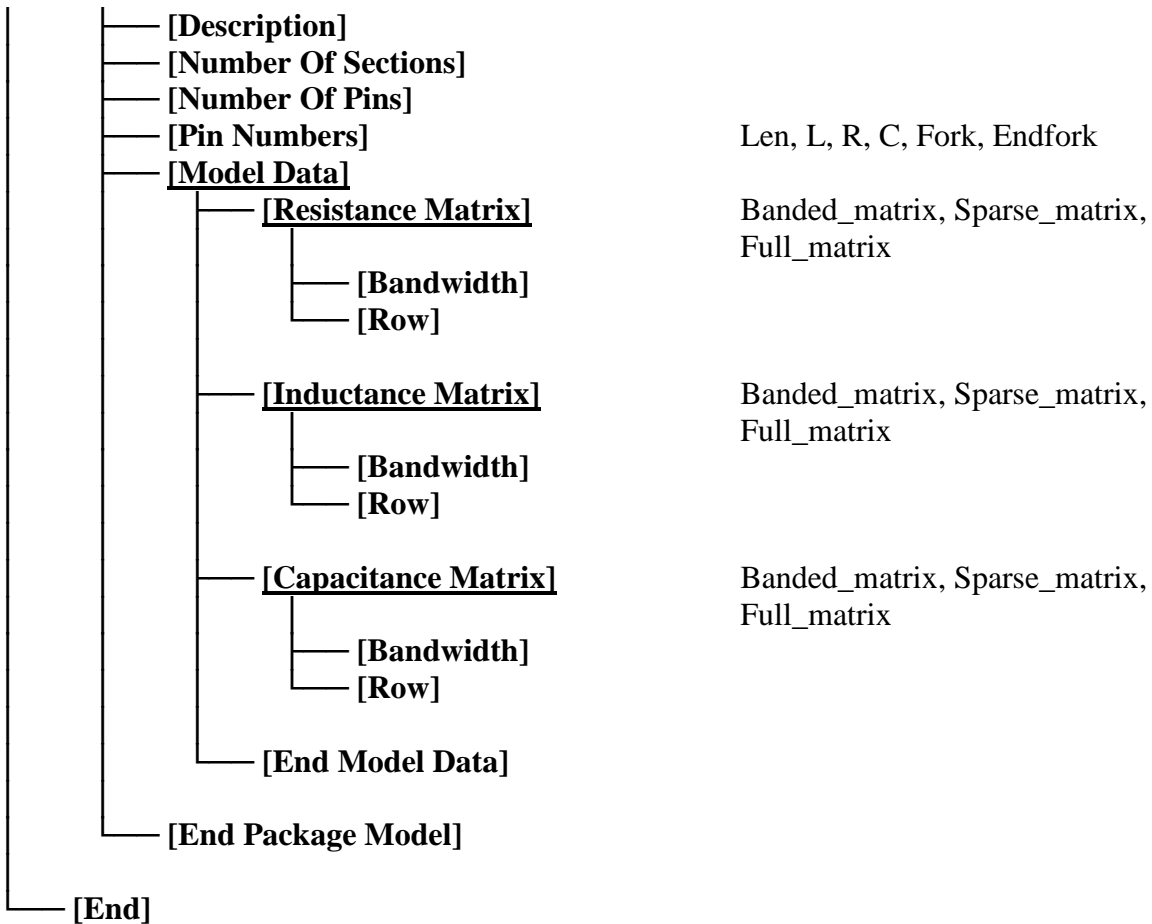 [Description]
[Number Of Sections]
[Number Of Pins]
[Pin Numbers] Len, L, R, C, Fork, Endfork
[Model Data]
[Resistance Matrix] Banded_matrix, Sparse_matrix,
Full_matrix
[Bandwidth]
[Row]
[Inductance Matrix] Banded_matrix, Sparse_matrix,
Full_matrix
[Bandwidth]
[Row]
[Capacitance Matrix] Banded_matrix, Sparse_matrix,
Full_matrix
[Bandwidth]
[Row]
[End Model Data]
[End Package Model]
[End]